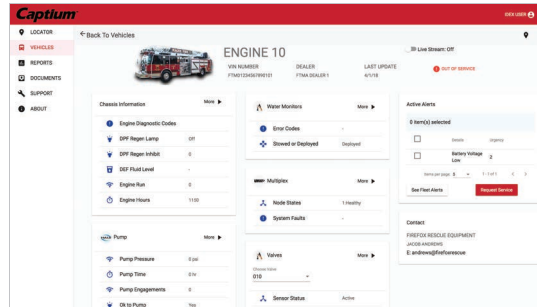 Captium
IDEX USER
LOCATOR
VEHICLES
REPORTS
DOCUMENTS
SUPPORT
ABOUT
Back To Vehicles
ENGINE 10
VIN NUMBER
FTM01234567890101
DEALER
FTMA DEALER 1
LAST UPDATE
4/1/18
Live Stream: Off
OUT OF SERVICE
Chassis Information
More
Engine Diagnostic Codes
-
DPF Regen Lamp Off
DPF Regen Inhibit 0
DEF Fluid Level -
Engine Run 0
Engine Hours 1100
Pump
More
Pump Pressure 0 psi
Pump Time 0 hr
Pump Engagements 0
Ok to Pump Yes
Water Monitors
More
Error Codes -
Stowed or Deployed Deployed
Multiplex
More
Node States 1 Healthy
System Faults -
Valves
More
Choose Valve
010
Sensor Status Active
Active Alerts
0 item(s) selected
Details Urgency
Battery Voltage Low 2
Items per page: 5 1-1 of 1 < >
See Fleet Alerts
Request Service
Contact
FIREFOX RESCUE EQUIPMENT
JACOB ANDREWS
E: andrews@firefoxrescue